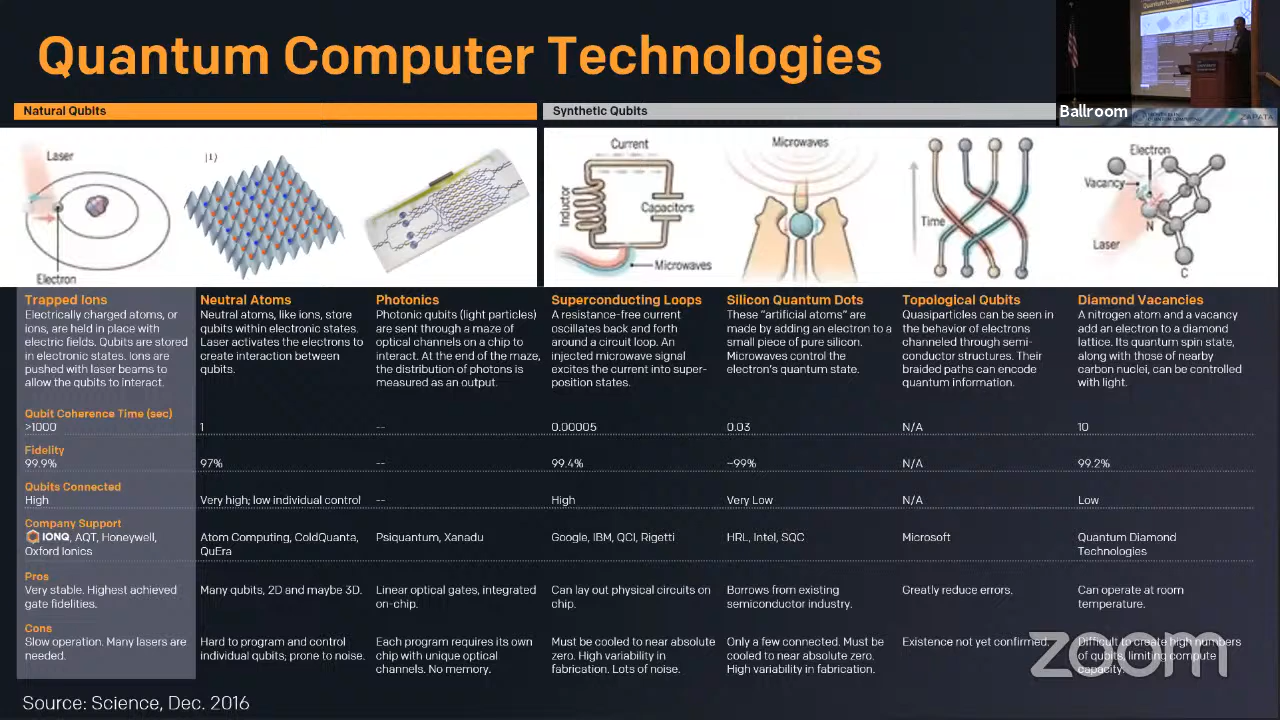 Quantum Computer Technologies
Ballroom
ZAPATA
Natural Qubits
Synthetic Qubits
Laser
Electron
(1)
Current
Inductor
Capacitors
Microwaves
Microwaves
Time
Electron
Vacancy
N
Laser
C
Trapped Ions
Electrically charged atoms, or
ions, are held in place with
electric fields. Qubits are stored
in electronic states. Ions are
pushed with laser beams to
allow the qubits to interact.
Neutral Atoms
Neutral atoms, like ions, store
qubits within electronic states.
Laser activates the electrons to
create interaction between
qubits.
Photonics
Photonic qubits (light particles)
are sent through a maze of
optical channels on a chip to
interact. At the end of the maze,
the distribution of photons is
measured as an output.
Superconducting Loops
A resistance-free current
oscillates back and forth
around a circuit loop. An
injected microwave signal
excites the current into super-
position states.
Silicon Quantum Dots
These “artificial atoms” are
made by adding an electron to a
small piece of pure silicon.
Microwaves control the
electron’s quantum state.
Topological Qubits
Quasiparticles can be seen in
the behavior of electrons
channeled through semi-
conductor structures. Their
braided paths can encode
quantum information.
Diamond Vacancies
A nitrogen atom and a vacancy
add an electron to a diamond
lattice. Its quantum spin state,
along with those of nearby
carbon nuclei, can be controlled
with light.
Qubit Coherence Time (sec)
>1000 1 -- 0.00005 0.03 N/A 10
Fidelity
99.9% 97% -- 99.4% ~99% N/A 99.2%
Qubits Connected
High Very high; low individual control -- High Very Low N/A Low
Company Support
IONQ, AQT, Honeywell,
Oxford Ionics
Atom Computing, ColdQuanta,
QuEra
Psiquantum, Xanadu
Google, IBM, QCI, Rigetti
HRL, Intel, SQC
Microsoft
Quantum Diamond
Technologies
Pros
Very stable. Highest achieved
gate fidelities.
Many qubits, 2D and maybe 3D.
Linear optical gates, integrated
on-chip.
Can lay out physical circuits on
chip.
Borrows from existing
semiconductor industry.
Greatly reduce errors.
Can operate at room
temperature.
Cons
Slow operation. Many lasers are
needed.
Hard to program and control
individual qubits; prone to noise.
Each program requires its own
chip with unique optical
channels. No memory.
Must be cooled to near absolute
zero. High variability in
fabrication. Lots of noise.
Only a few connected. Must be
cooled to near absolute zero.
High variability in fabrication.
Existence not yet confirmed.
Difficult to create high numbers
of qubits, limiting compute
capacity.
zoom
Source: Science, Dec. 2016